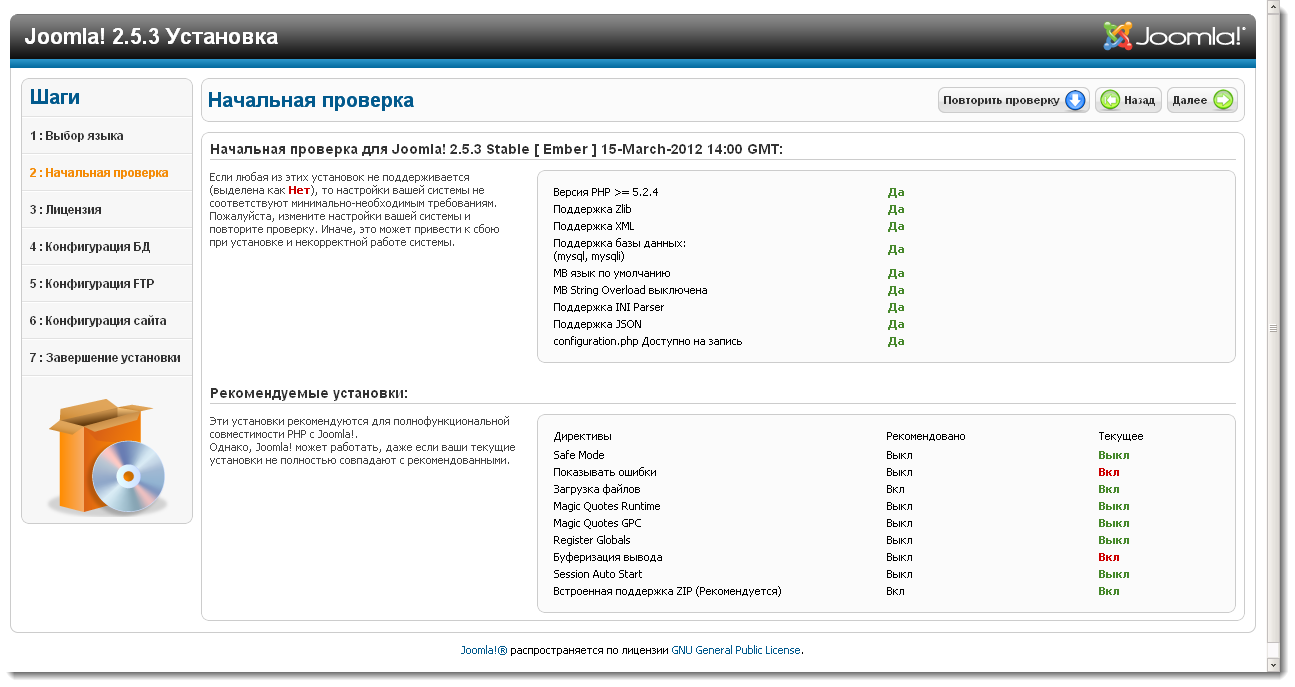 Joomla! 2.5.3 Установка
Joomla!®
Шаги
1 : Выбор языка
2 : Начальная проверка
3 : Лицензия
4 : Конфигурация БД
5 : Конфигурация FTP
6 : Конфигурация сайта
7 : Завершение установки
Начальная проверка
Повторить проверку
Назад
Далее
Начальная проверка для Joomla! 2.5.3 Stable [ Ember ] 15-March-2012 14:00 GMT:
Если любая из этих установок не поддерживается
(выделена как Нет), то настройки вашей системы не
соответствуют минимально-необходимым требованиям.
Пожалуйста, измените настройки вашей системы и
повторите проверку. Иначе, это может привести к сбою
при установке и некорректной работе системы.
Версия PHP >= 5.2.4 Да
Поддержка Zlib Да
Поддержка XML Да
Поддержка базы данных:
(mysql, mysqli) Да
MB язык по умолчанию Да
MB String Overload выключена Да
Поддержка INI Parser Да
Поддержка JSON Да
configuration.php Доступно на запись Да
Рекомендуемые установки:
Эти установки рекомендуются для полнофункциональной
совместимости PHP с Joomla!.
Однако, Joomla! может работать, даже если ваши текущие
установки не полностью совпадают с рекомендованными.
Директивы Рекомендовано Текущее
Safe Mode Выкл Выкл
Показывать ошибки Выкл Вкл
Загрузка файлов Вкл Вкл
Magic Quotes Runtime Выкл Выкл
Magic Quotes GPC Выкл Выкл
Register Globals Выкл Выкл
Буферизация вывода Выкл Вкл
Session Auto Start Выкл Выкл
Встроенная поддержка ZIP (Рекомендуется) Вкл Вкл
Joomla!® распространяется по лицензии GNU General Public License.